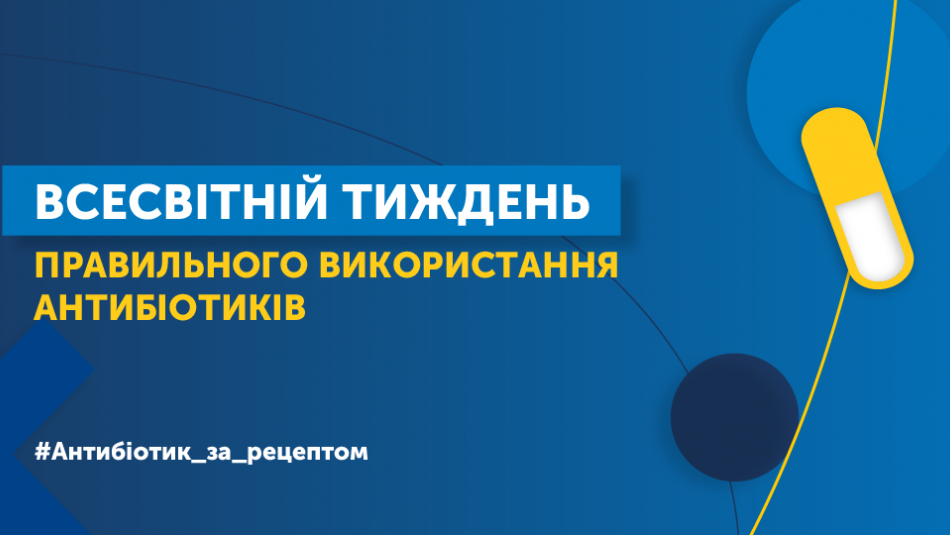 ВСЕСВІТНІЙ ТИЖДЕНЬ
ПРАВИЛЬНОГО ВИКОРИСТАННЯ
АНТИБІОТИКІВ
#Антибіотик_за_рецептом